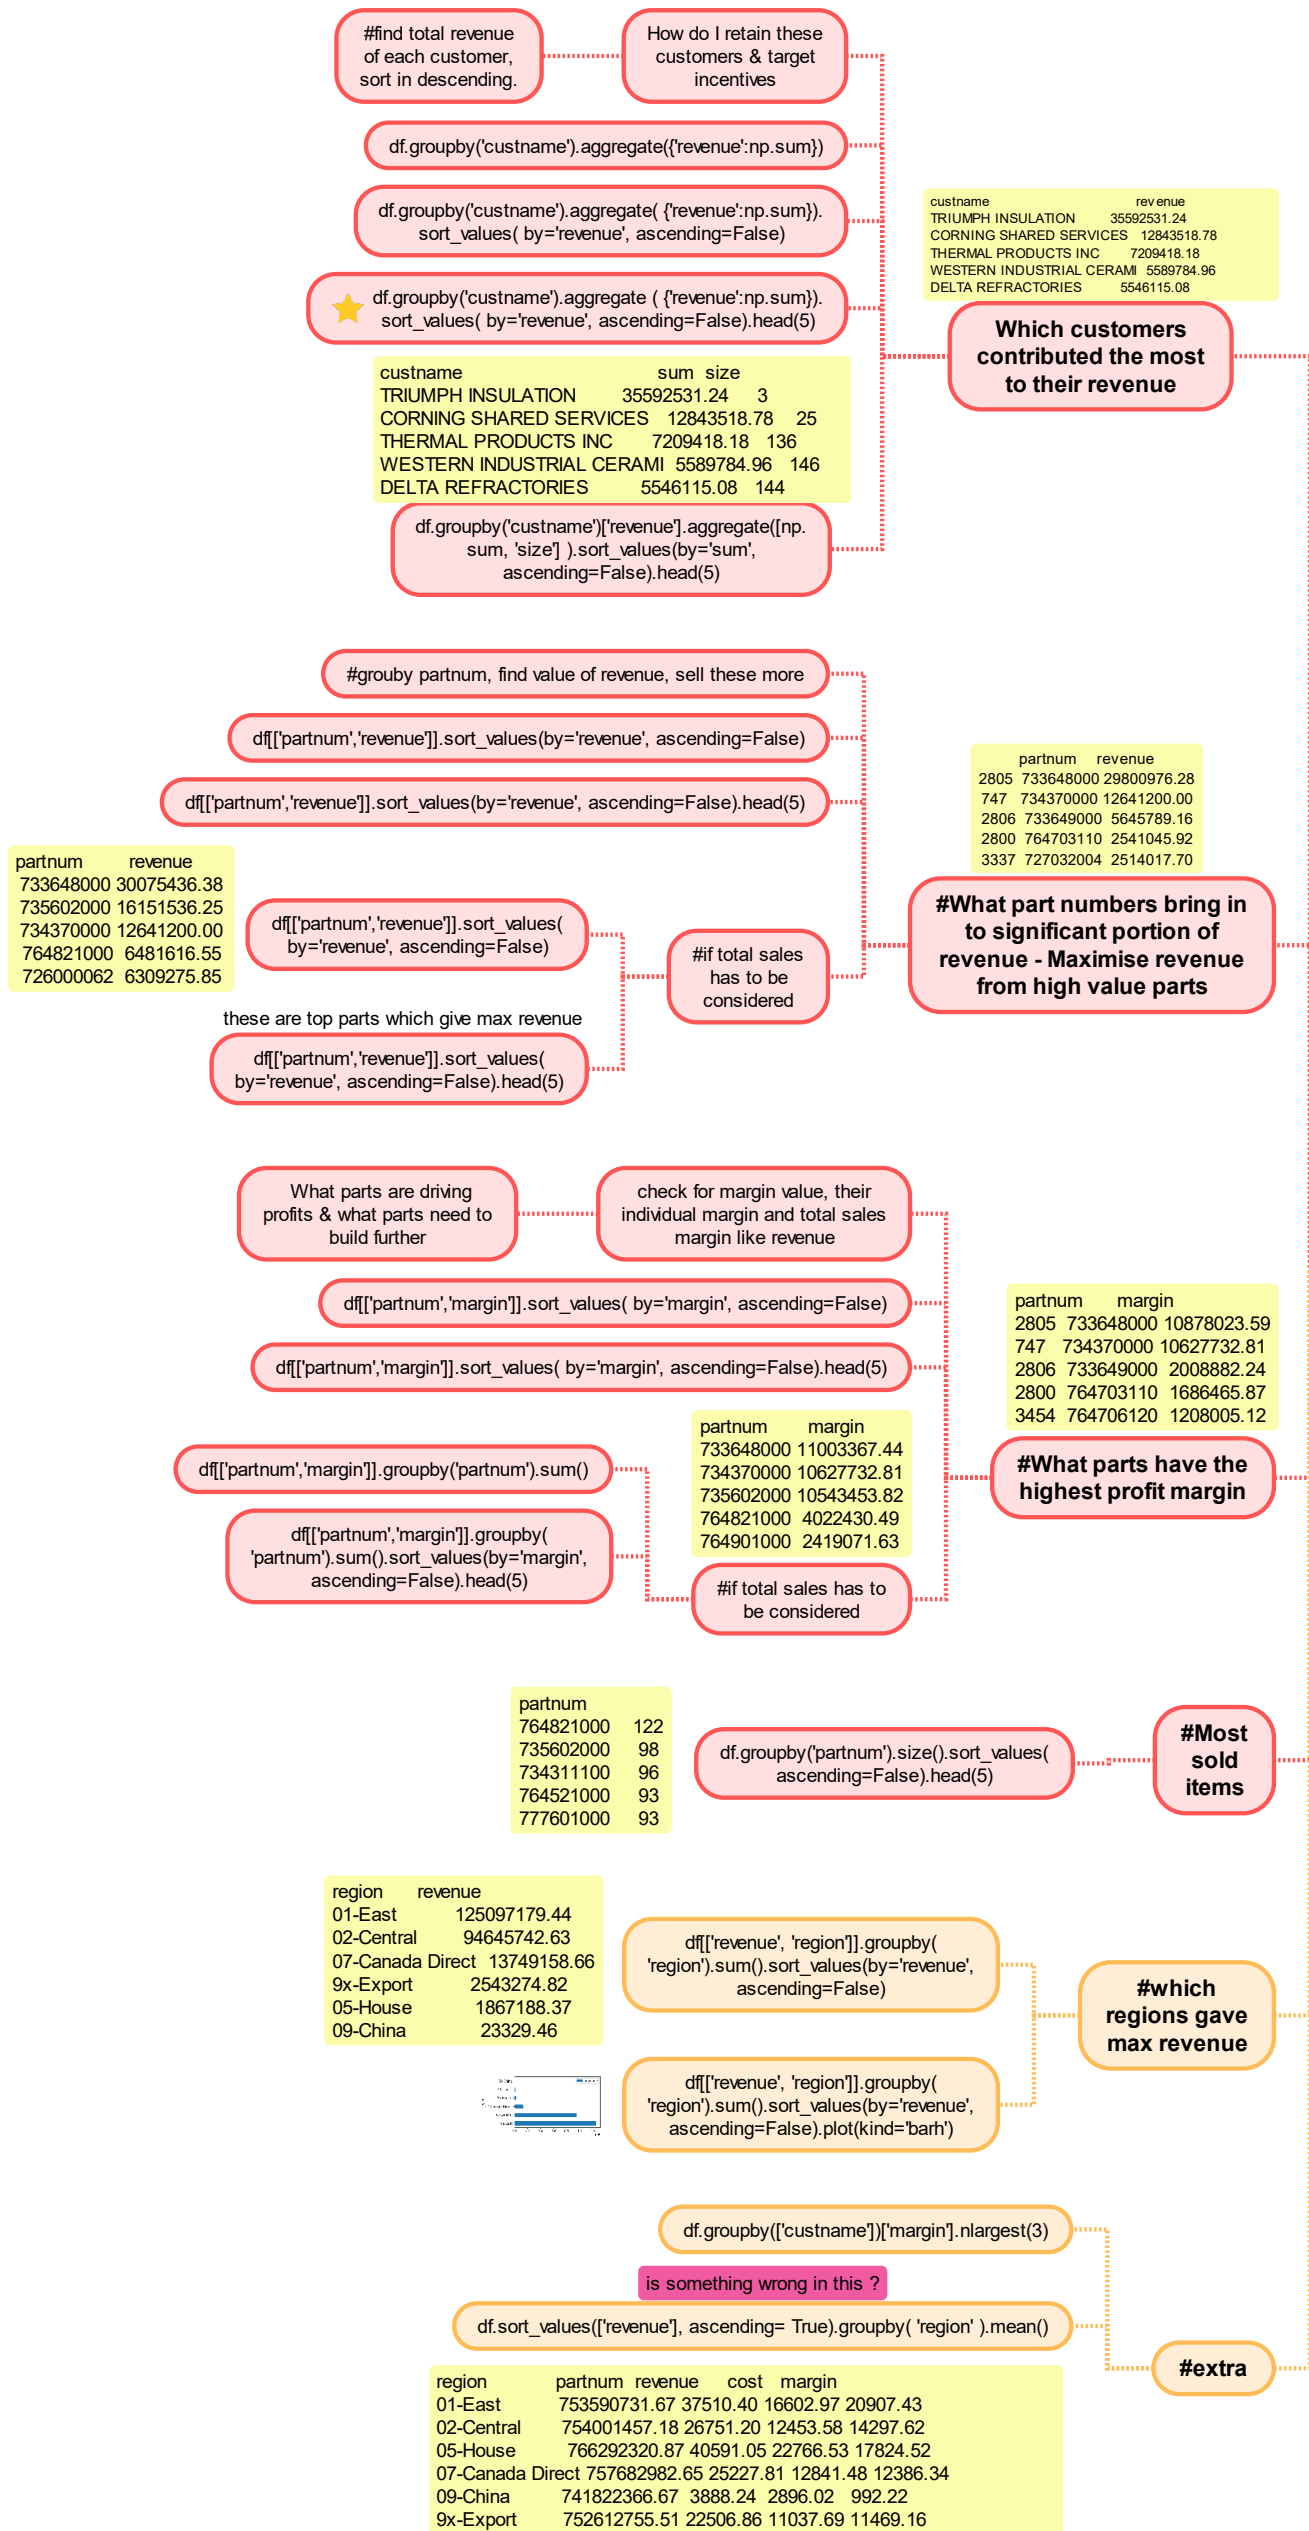 #find total revenue
of each customer,
sort in descending.
How do I retain these
customers & target
incentives
df.groupby('custname').aggregate({'revenue':np.sum})
df.groupby('custname').aggregate( {'revenue':np.sum}).
sort_values( by='revenue', ascending=False)
df.groupby('custname').aggregate ( {'revenue':np.sum}).
sort_values( by='revenue', ascending=False).head(5)
custname sum size
TRIUMPH INSULATION 35592531.24 3
CORNING SHARED SERVICES 12843518.78 25
THERMAL PRODUCTS INC 7209418.18 136
WESTERN INDUSTRIAL CERAMI 5589784.96 146
DELTA REFRACTORIES 5546115.08 144
df.groupby('custname')['revenue'].aggregate([np.
sum, 'size'] ).sort_values(by='sum',
ascending=False).head(5)
custname revenue
TRIUMPH INSULATION 35592531.24
CORNING SHARED SERVICES 12843518.78
THERMAL PRODUCTS INC 7209418.18
WESTERN INDUSTRIAL CERAMI 5589784.96
DELTA REFRACTORIES 5546115.08
Which customers
contributed the most
to their revenue
#grouby partnum, find value of revenue, sell these more
df[['partnum','revenue']].sort_values(by='revenue', ascending=False)
df[['partnum','revenue']].sort_values(by='revenue', ascending=False).head(5)
partnum revenue
733648000 30075436.38
735602000 16151536.25
734370000 12641200.00
764821000 6481616.55
726000062 6309275.85
df[['partnum','revenue']].sort_values(
by='revenue', ascending=False)
these are top parts which give max revenue
df[['partnum','revenue']].sort_values(
by='revenue', ascending=False).head(5)
#if total sales
has to be
considered
partnum revenue
2805 733648000 29800976.28
747 734370000 12641200.00
2806 733649000 5645789.16
2800 764703110 2541045.92
3337 727032004 2514017.70
#What part numbers bring in
to significant portion of
revenue - Maximise revenue
from high value parts
What parts are driving
profits & what parts need to
build further
check for margin value, their
individual margin and total sales
margin like revenue
df[['partnum','margin']].sort_values( by='margin', ascending=False)
df[['partnum','margin']].sort_values( by='margin', ascending=False).head(5)
df[['partnum','margin']].groupby('partnum').sum()
df[['partnum','margin']].groupby(
'partnum').sum().sort_values(by='margin',
ascending=False).head(5)
partnum margin
733648000 11003367.44
734370000 10627732.81
735602000 10543453.82
764821000 4022430.49
764901000 2419071.63
#if total sales has to
be considered
partnum margin
2805 733648000 10878023.59
747 734370000 10627732.81
2806 733649000 2008882.24
2800 764703110 1686465.87
3454 764706120 1208005.12
#What parts have the
highest profit margin
partnum
764821000 122
735602000 98
734311100 96
764521000 93
777601000 93
df.groupby('partnum').size().sort_values(
ascending=False).head(5)
#Most
sold
items
region revenue
01-East 125097179.44
02-Central 94645742.63
07-Canada Direct 13749158.66
9x-Export 2543274.82
05-House 1867188.37
09-China 23329.46
df[['revenue', 'region']].groupby(
'region').sum().sort_values(by='revenue',
ascending=False)
df[['revenue', 'region']].groupby(
'region').sum().sort_values(by='revenue',
ascending=False).plot(kind='barh')
#which
regions gave
max revenue
df.groupby(['custname'])['margin'].nlargest(3)
is something wrong in this ?
df.sort_values(['revenue'], ascending= True).groupby( 'region' ).mean()
region partnum revenue cost margin
01-East 753590731.67 37510.40 16602.97 20907.43
02-Central 754001457.18 26751.20 12453.58 14297.62
05-House 766292320.87 40591.05 22766.53 17824.52
07-Canada Direct 757682982.65 25227.81 12841.48 12386.34
09-China 741822366.67 3888.24 2896.02 992.22
9x-Export 752612755.51 22506.86 11037.69 11469.16
#extra